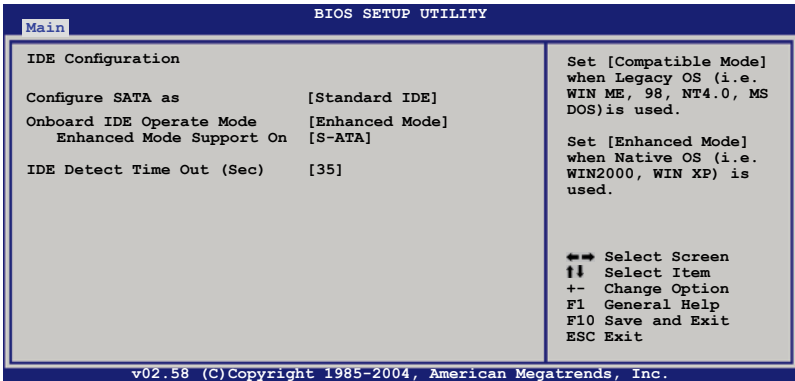 BIOS SETUP UTILITY
Main
IDE Configuration
Configure SATA as [Standard IDE]
Onboard IDE Operate Mode [Enhanced Mode]
Enhanced Mode Support On [S-ATA]
IDE Detect Time Out (Sec) [35]
Set [Compatible Mode]
when Legacy OS (i.e.
WIN ME, 98, NT4.0, MS
DOS)is used.
Set [Enhanced Mode]
when Native OS (i.e.
WIN2000, WIN XP) is
used.
←→ Select Screen
↑↓ Select Item
+- Change Option
F1 General Help
F10 Save and Exit
ESC Exit
v02.58 (C)Copyright 1985-2004, American Megatrends, Inc.